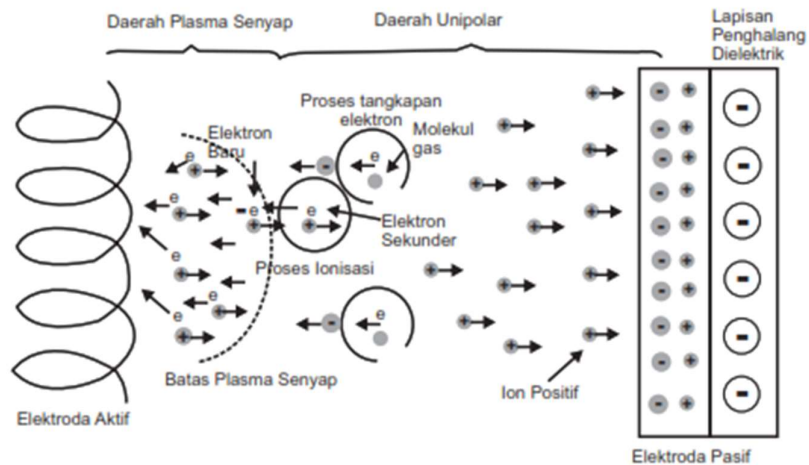 Daerah Plasma Senyap
Daerah Unipolar
Lapisan
Penghalang
Dielektrik
Elektron
Baru
Proses tangkapan
elektron
Molekul
gas
e
e
e
e
e
e
e
e
e
e
Elektron
Sekunder
Proses Ionisasi
Batas Plasma Senyap
Ion Positif
Elektroda Aktif
Elektroda Pasif